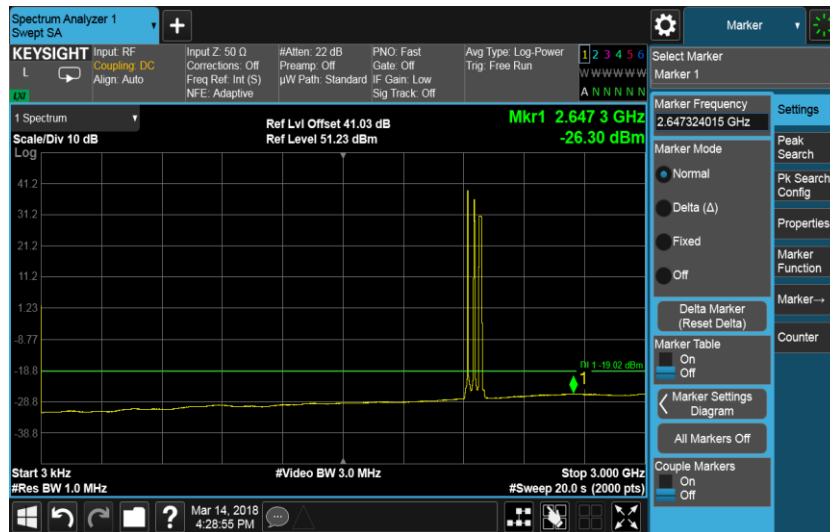 Spectrum Analyzer 1
Swept SA
Marker
KEYSIGHT
L
LXI
Input: RF
Coupling: DC
Align: Auto
Input Z: 50 Ω
Corrections: Off
Freq Ref: Int (S)
NFE: Adaptive
#Atten: 22 dB
Preamp: Off
µW Path: Standard
PNO: Fast
Gate: Off
IF Gain: Low
Sig Track: Off
Avg Type: Log-Power
Trig: Free Run
1 2 3 4 5 6
W W W W W W
A N N N N N
Select Marker
Marker 1
1 Spectrum
Scale/Div 10 dB
Log
Ref Lvl Offset 41.03 dB
Ref Level 51.23 dBm
Mkr1 2.647 3 GHz
-26.30 dBm
41.2
31.2
21.2
11.2
1.23
-8.77
-18.8
-28.8
-38.8
DI 1 -19.02 dBm
1
Start 3 kHz
#Res BW 1.0 MHz
#Video BW 3.0 MHz
Stop 3.000 GHz
#Sweep 20.0 s (2000 pts)
Marker Frequency
2.647324015 GHz
Marker Mode
Normal
Delta (Δ)
Fixed
Off
Delta Marker
(Reset Delta)
Marker Table
On
Off
Marker Settings
Diagram
All Markers Off
Couple Markers
On
Off
Settings
Peak
Search
Pk Search
Config
Properties
Marker
Function
Marker→
Counter
?
Mar 14, 2018
4:28:55 PM